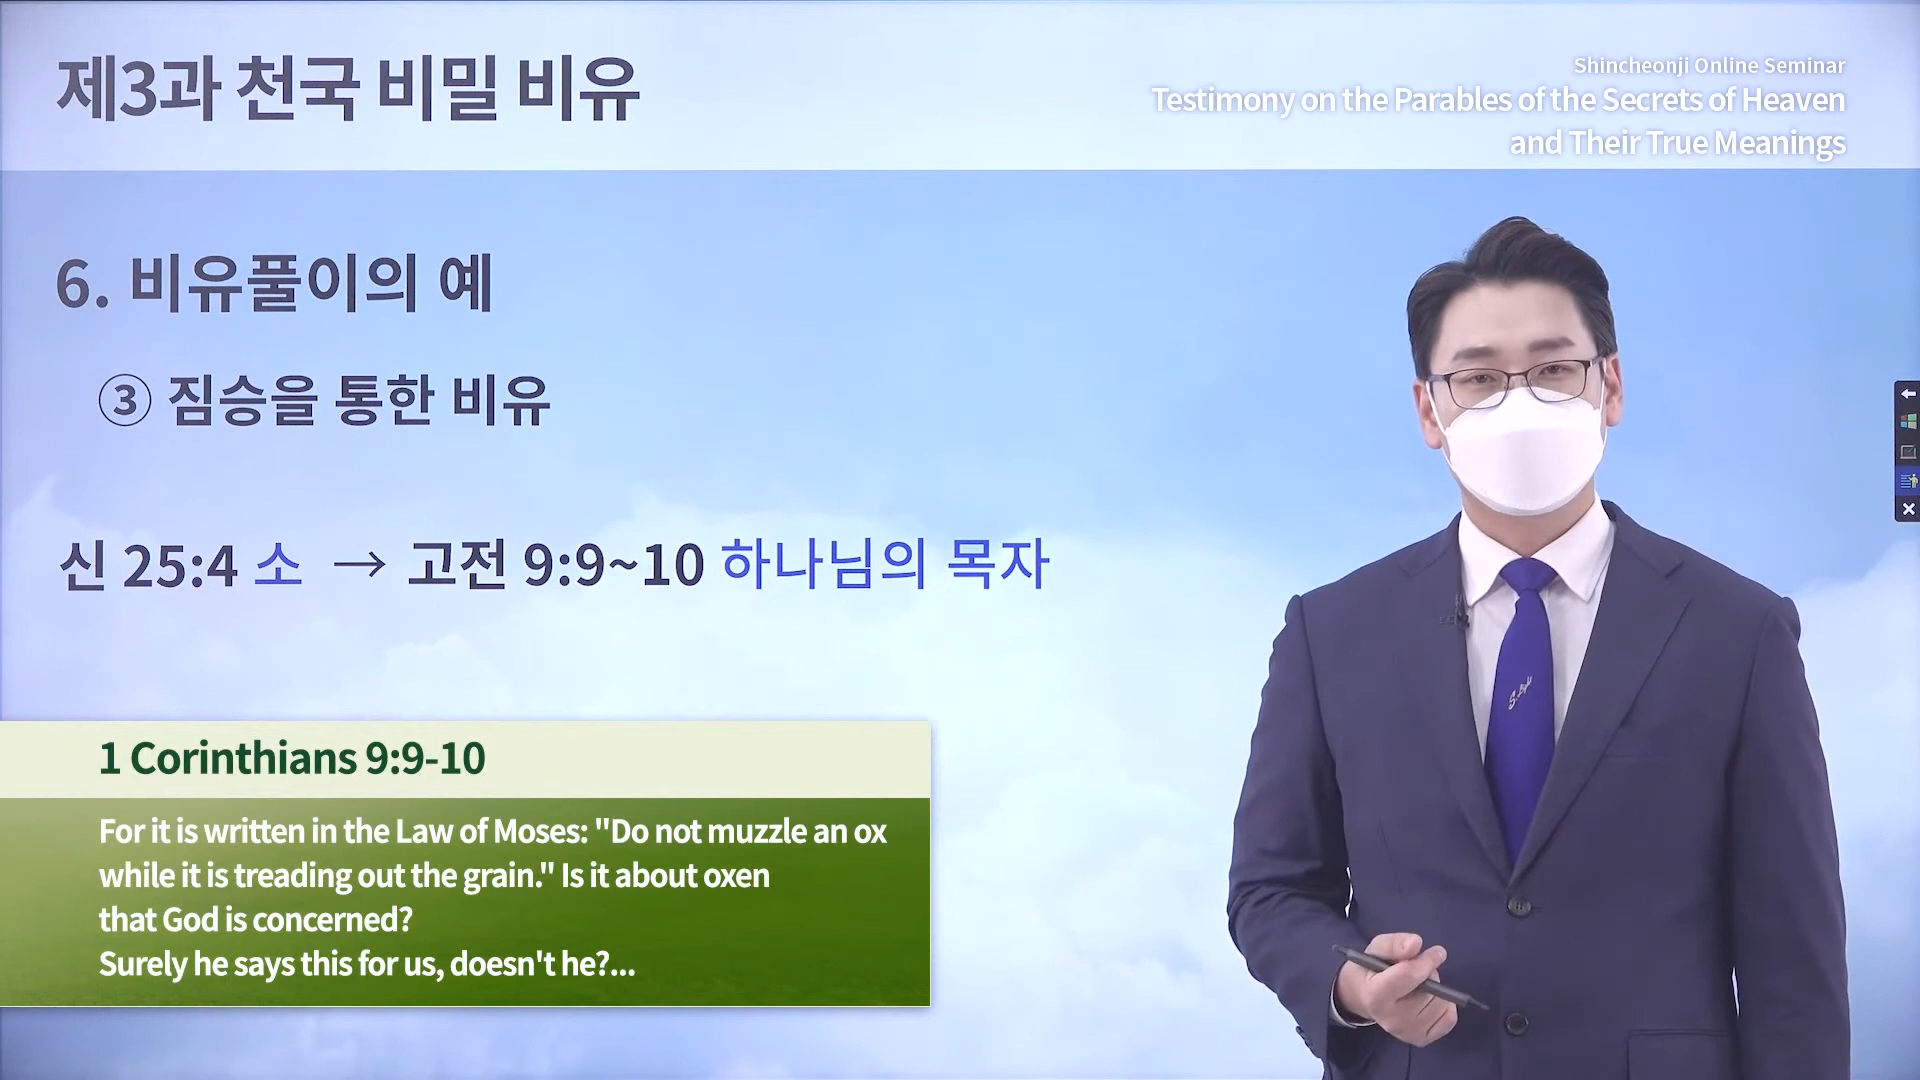 제3과 천국 비밀 비유
Shincheonji Online Seminar
Testimony on the Parables of the Secrets of Heaven
and Their True Meanings
6. 비유풀이의 예
③ 짐승을 통한 비유
신 25:4 소 → 고전 9:9~10 하나님의 목자
1 Corinthians 9:9-10
For it is written in the Law of Moses: "Do not muzzle an ox
while it is treading out the grain." Is it about oxen
that God is concerned?
Surely he says this for us, doesn't he?...
S. Light